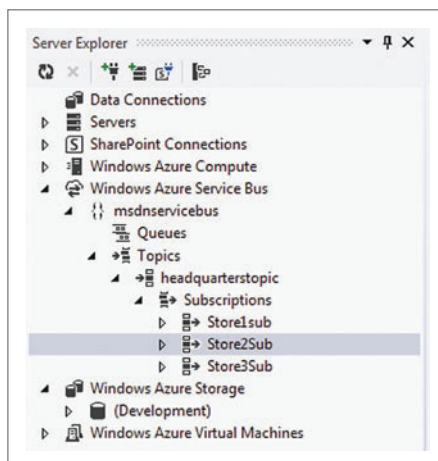 Server Explorer
Data Connections
Servers
SharePoint Connections
Windows Azure Compute
Windows Azure Service Bus
msdnservicebus
Queues
Topics
headquarterstopic
Subscriptions
Store1sub
Store2Sub
Store3Sub
Windows Azure Storage
(Development)
Windows Azure Virtual Machines